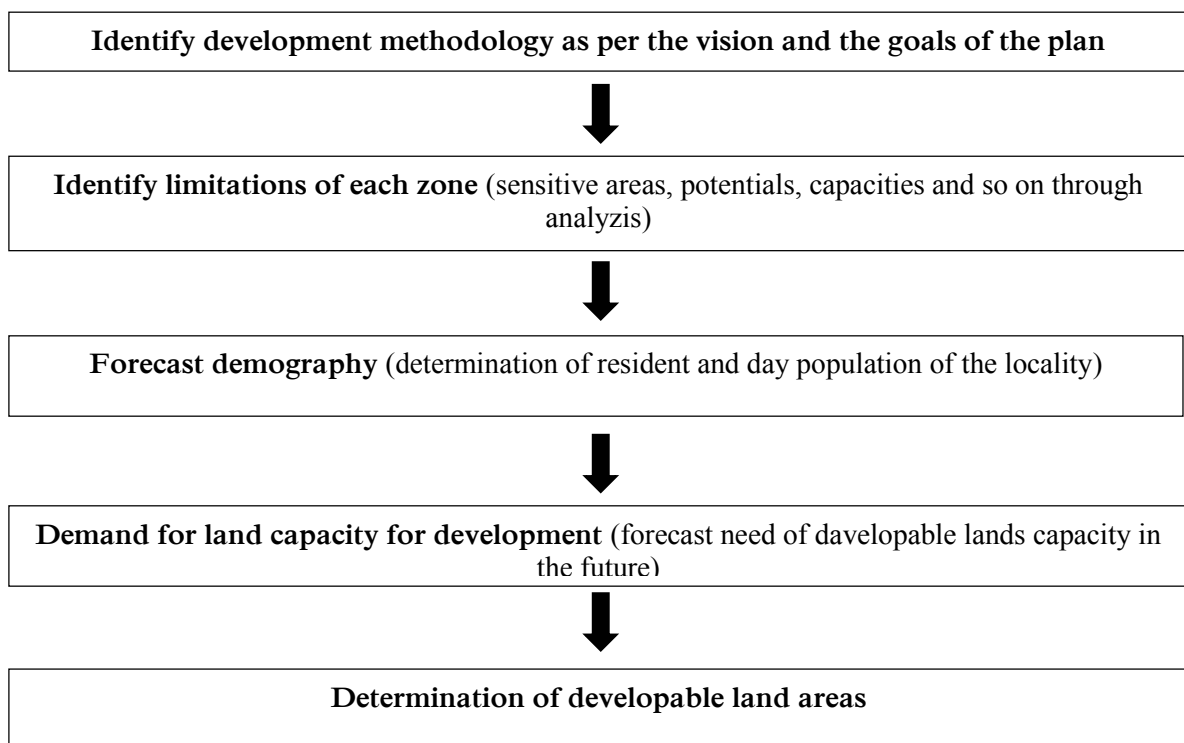 Identify development methodology as per the vision and the goals of the plan
Identify limitations of each zone (sensitive areas, potentials, capacities and so on through
analyzis)
Forecast demography (determination of resident and day population of the locality)
Demand for land capacity for development (forecast need of davelopable lands capacity in
the future)
Determination of developable land areas